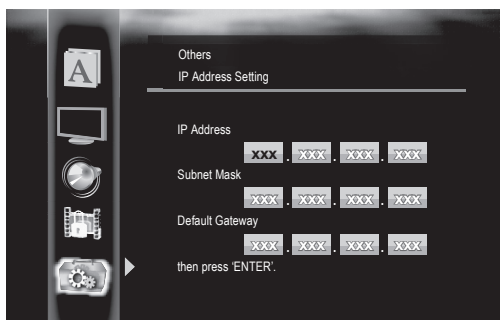 A
Others
IP Address Setting
IP Address
xxx . xxx . xxx . xxx
Subnet Mask
xxx . xxx . xxx . xxx
Default Gateway
xxx . xxx . xxx . xxx
then press ‘ENTER’.